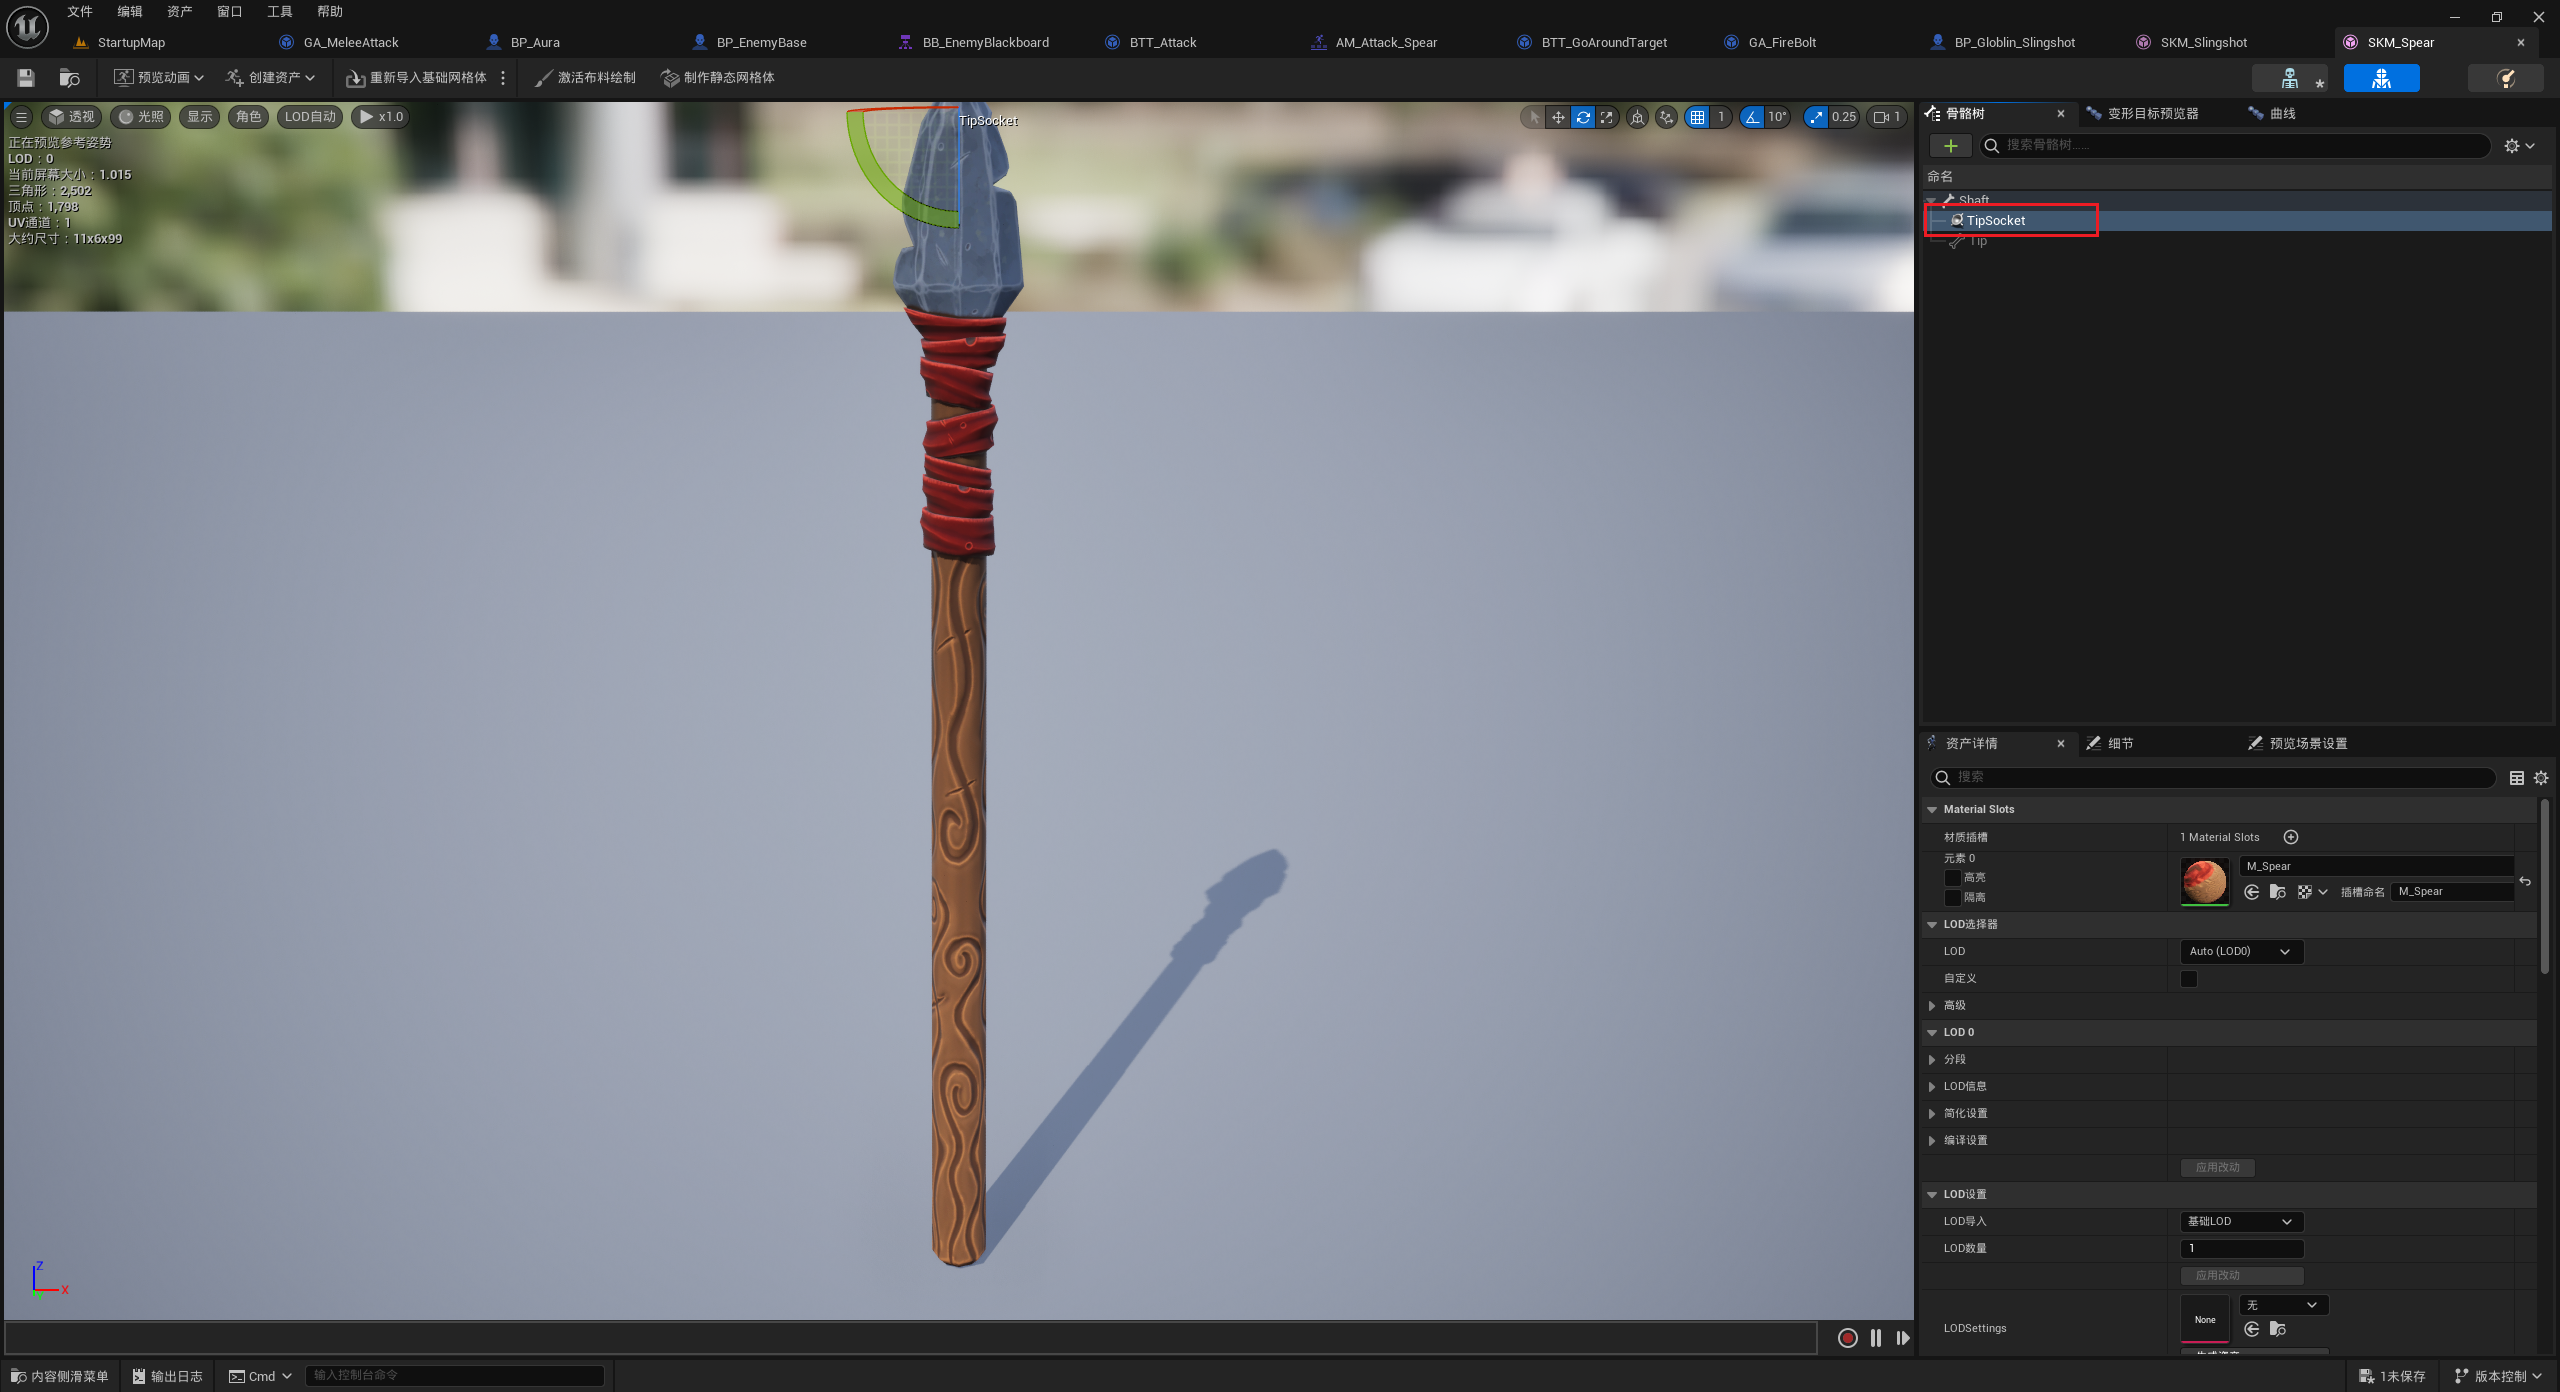 文件 编辑 资产 窗口 工具 帮助
StartupMap GA_MeleeAttack BP_Aura BP_EnemyBase BB_EnemyBlackboard BTT_Attack AM_Attack_Spear BTT_GoAroundTarget GA_FireBolt BP_Globlin_Slingshot SKM_Slingshot SKM_Spear
预览动画 创建资产 重新导入基础网格体 激活布料绘制 制作静态网格体
透视 光照 显示 角色 LOD自动 x1.0 1 10° 0.25 1
TipSocket
正在预览参考姿势
LOD：0
当前屏幕大小：1.015
三角形：2,502
顶点：1,798
UV通道：1
大约尺寸：11x6x99
Z
X
Y
骨骼树 变形目标预览器 曲线
搜索骨骼树……
命名
Shaft
TipSocket
Tip
资产详情 细节 预览场景设置
搜索
Material Slots
材质插槽 1 Material Slots
元素 0 M_Spear
高亮
隔离 插槽命名 M_Spear
LOD选择器
LOD Auto (LOD0)
自定义
高级
LOD 0
分段
LOD信息
简化设置
编译设置
应用改动
LOD设置
LOD导入 基础LOD
LOD数量 1
应用改动
LODSettings None 无
内容侧滑菜单 输出日志 Cmd 输入控制台命令 1未保存 版本控制